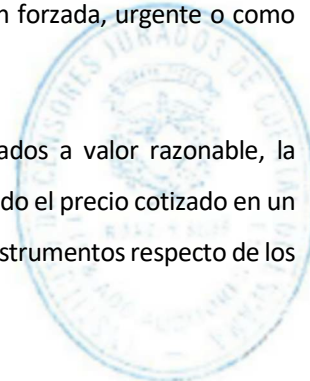 n forzada, urgente o como
ados a valor razonable, la
do el precio cotizado en un
strumentos respecto de los